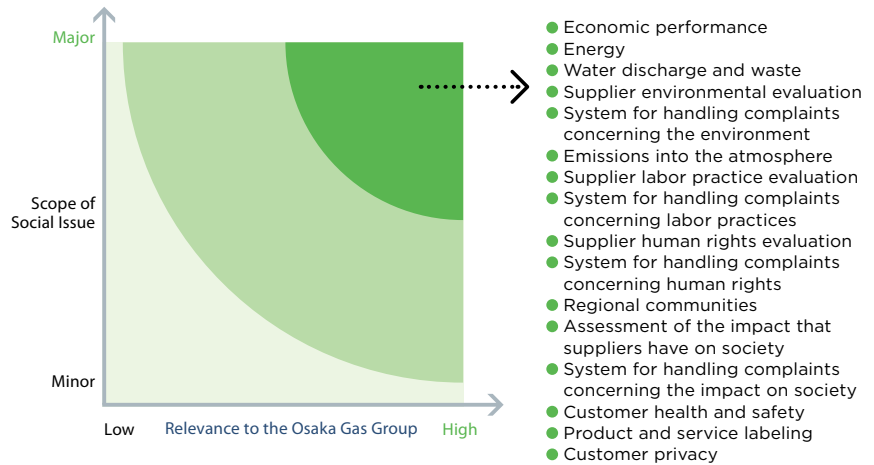 Major
Scope of
Social Issue
Minor
Low
Relevance to the Osaka Gas Group
High
Economic performance
Energy
Water discharge and waste
Supplier environmental evaluation
System for handling complaints
concerning the environment
Emissions into the atmosphere
Supplier labor practice evaluation
System for handling complaints
concerning labor practices
Supplier human rights evaluation
System for handling complaints
concerning human rights
Regional communities
Assessment of the impact that
suppliers have on society
System for handling complaints
concerning the impact on society
Customer health and safety
Product and service labeling
Customer privacy